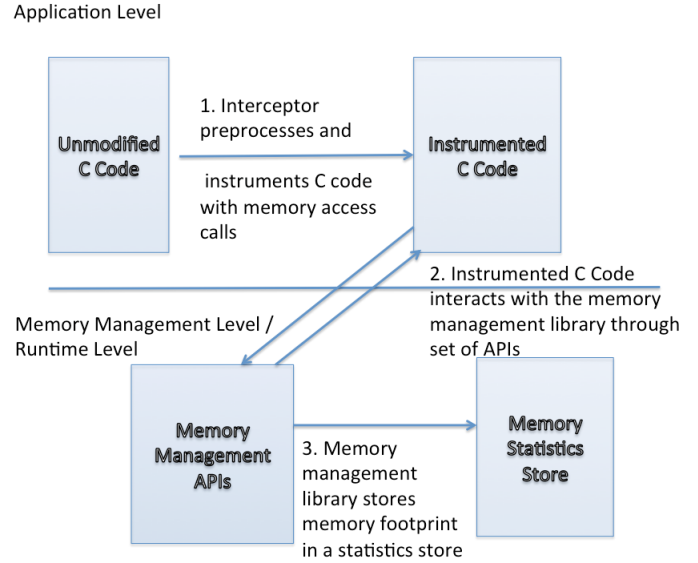 Application Level
Unmodified
C Code
1. Interceptor
preprocesses and
instruments C code
with memory access
calls
Instrumented
C Code
2. Instrumented C Code
interacts with the memory
management library through
set of APIs
Memory Management Level /
Runtime Level
Memory
Management
APIs
3. Memory
management
library stores
memory footprint
in a statistics store
Memory
Statistics
Store